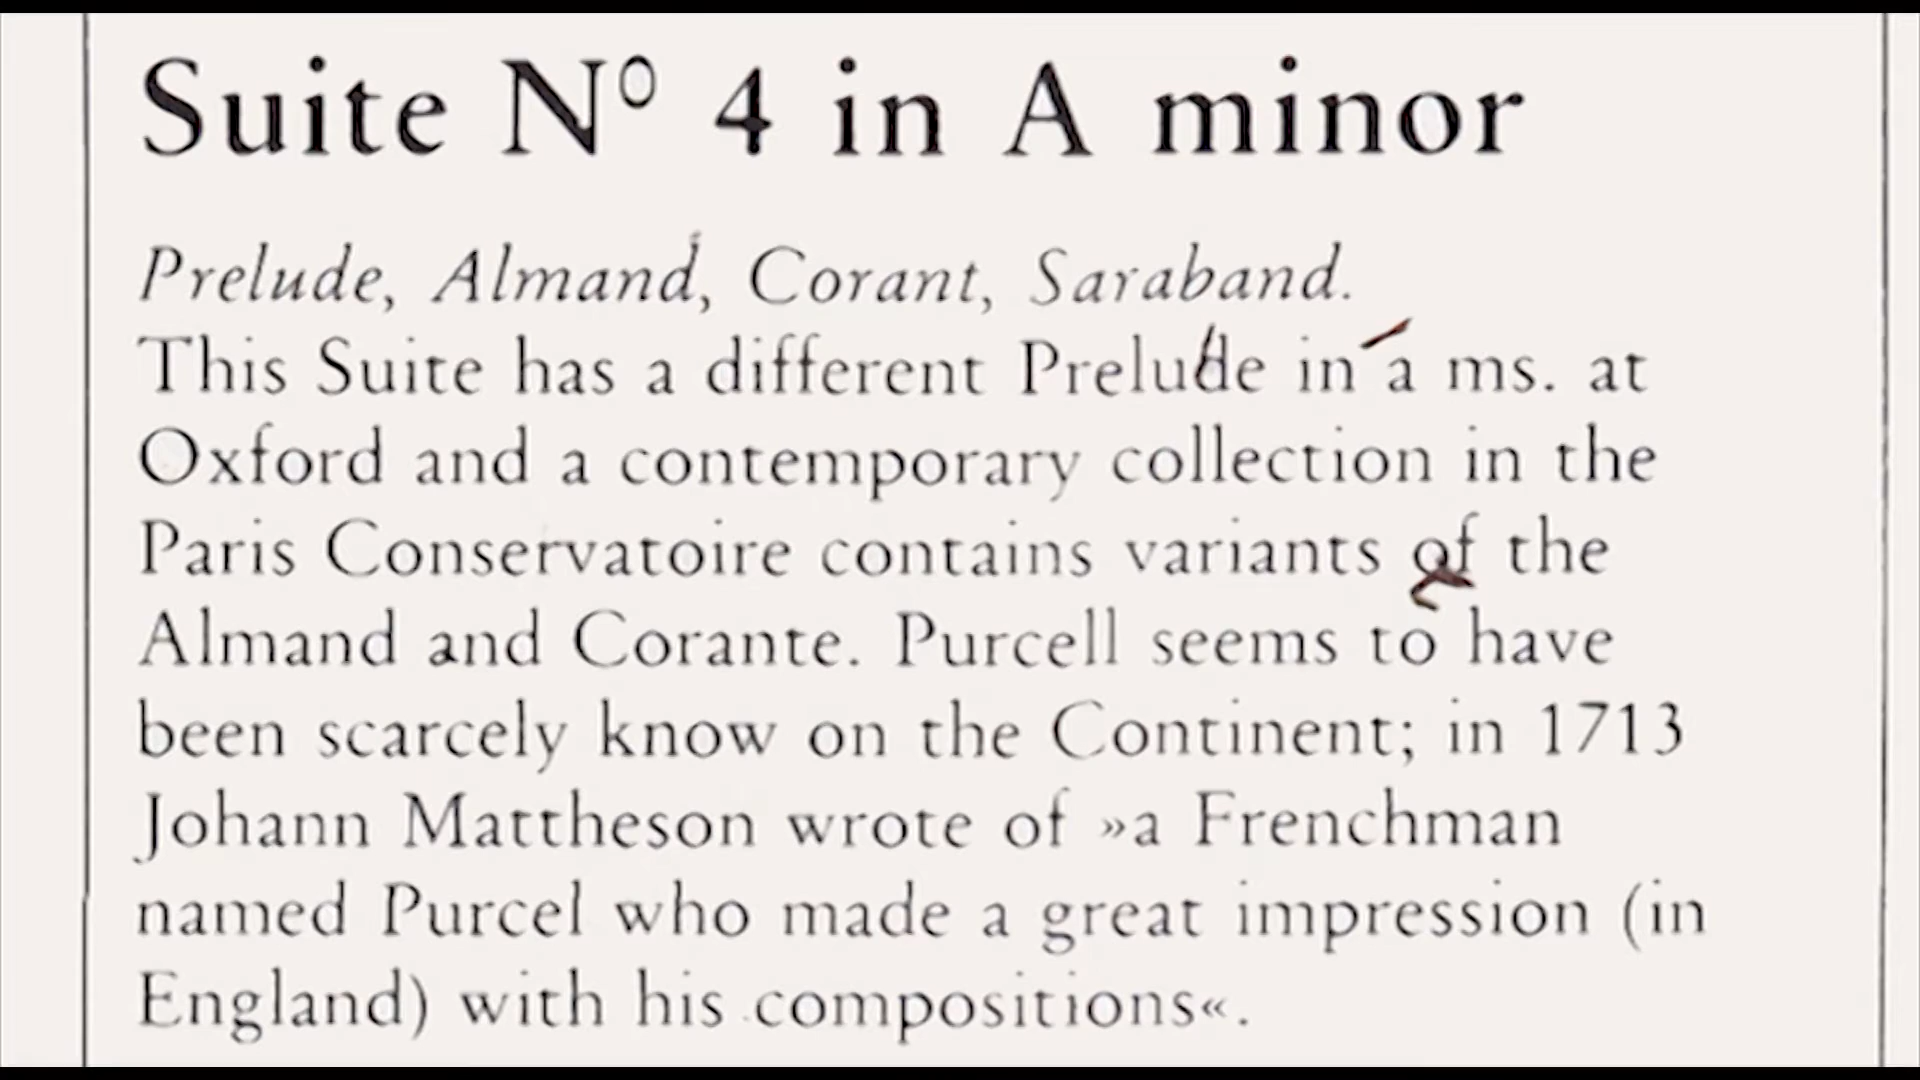 Suite Nº 4 in A minor
Prelude, Almand, Corant, Saraband.
This Suite has a different Prelude in a ms. at
Oxford and a contemporary collection in the
Paris Conservatoire contains variants of the
Almand and Corante. Purcell seems to have
been scarcely know on the Continent; in 1713
Johann Mattheson wrote of »a Frenchman
named Purcel who made a great impression (in
England) with his compositions«.